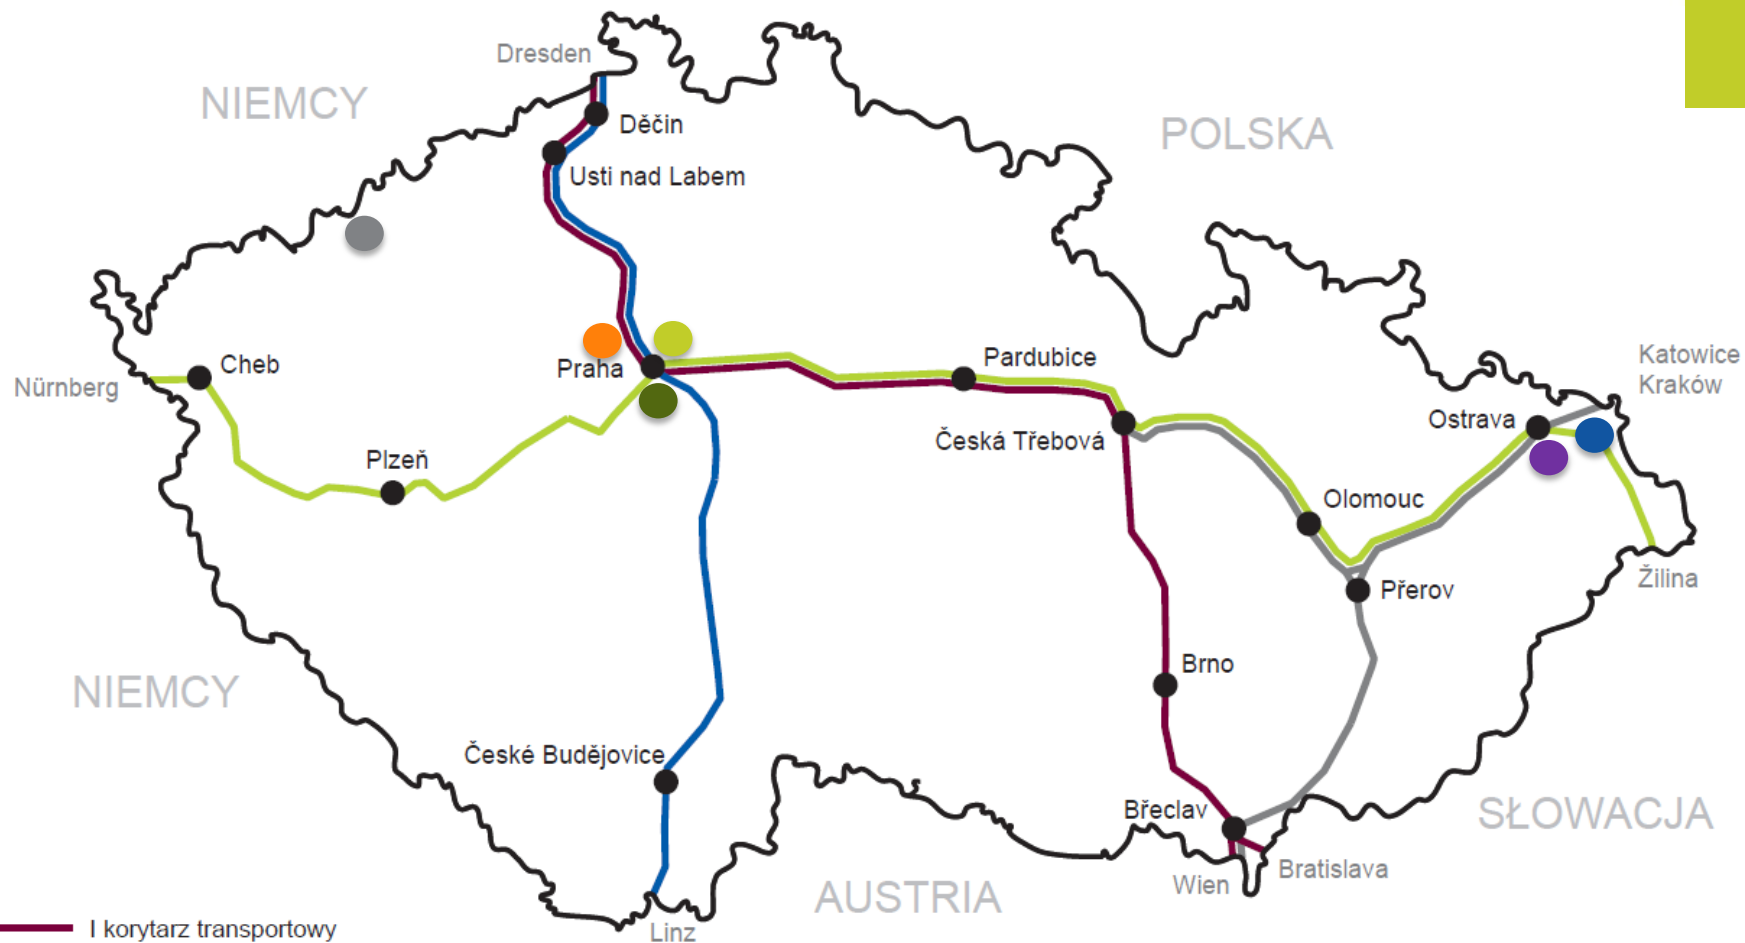 Dresden
NIEMCY
Děčin
POLSKA
Usti nad Labem
Cheb
Nürnberg
Praha
Pardubice
Katowice
Kraków
Ostrava
Česká Třebová
Plzeň
Olomouc
Žilina
Přerov
Brno
NIEMCY
České Budějovice
Břeclav
SŁOWACJA
Bratislava
Wien
AUSTRIA
Linz
I korytarz transportowy